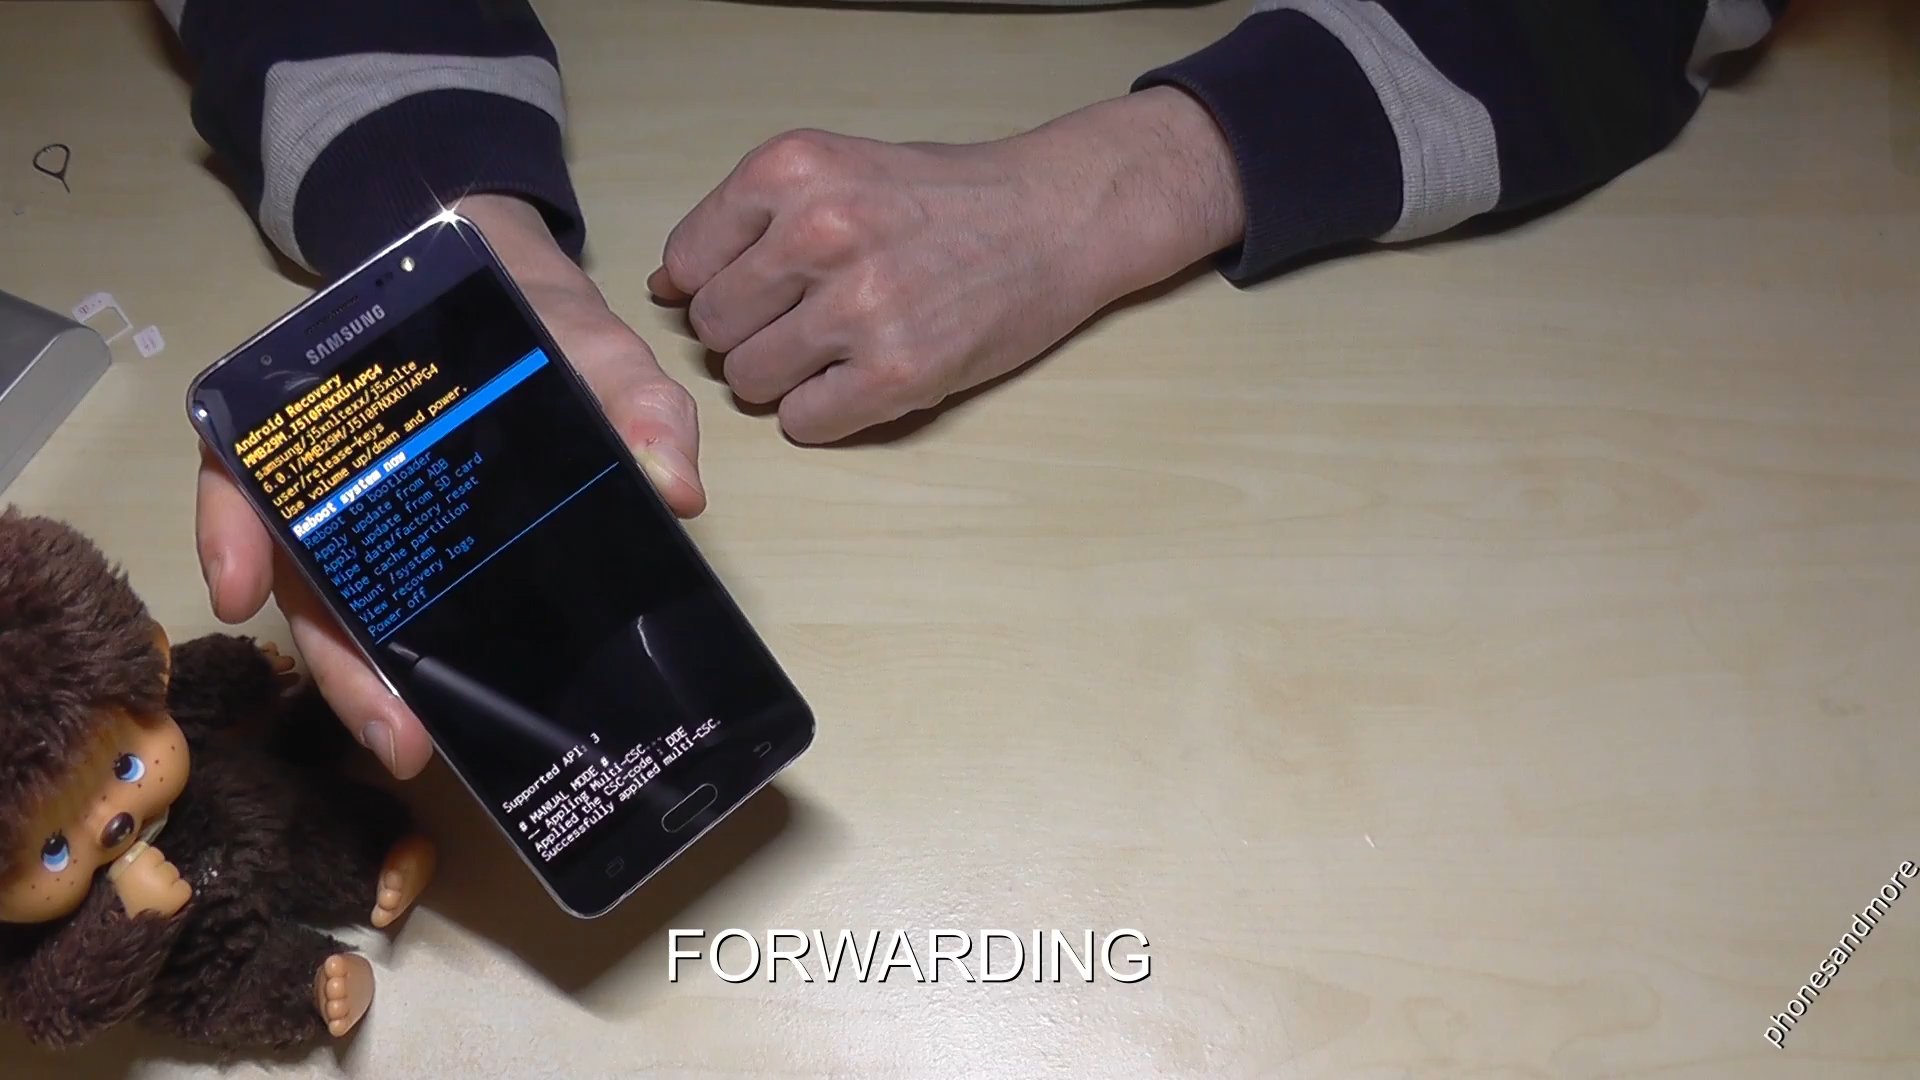 SAMSUNG
Android Recovery
MMB29M.J510FNXXU1APG4
samsung/j5xnltexx/j5xnlte
6.0.1/MMB29M/J510FNXXU1APG4
user/release-keys
Use volume up/down and power.
Reboot system now
Reboot to bootloader
Apply update from ADB
Apply update from SD card
Wipe data/factory reset
Wipe cache partition
Mount /system
View recovery logs
Power off
Supported API: 3
# MANUAL MODE #
-- Appling Multi-CSC...
Applied the CSC-code : DDE
Successfully applied multi-CSC.
FORWARDING
phonesandmore